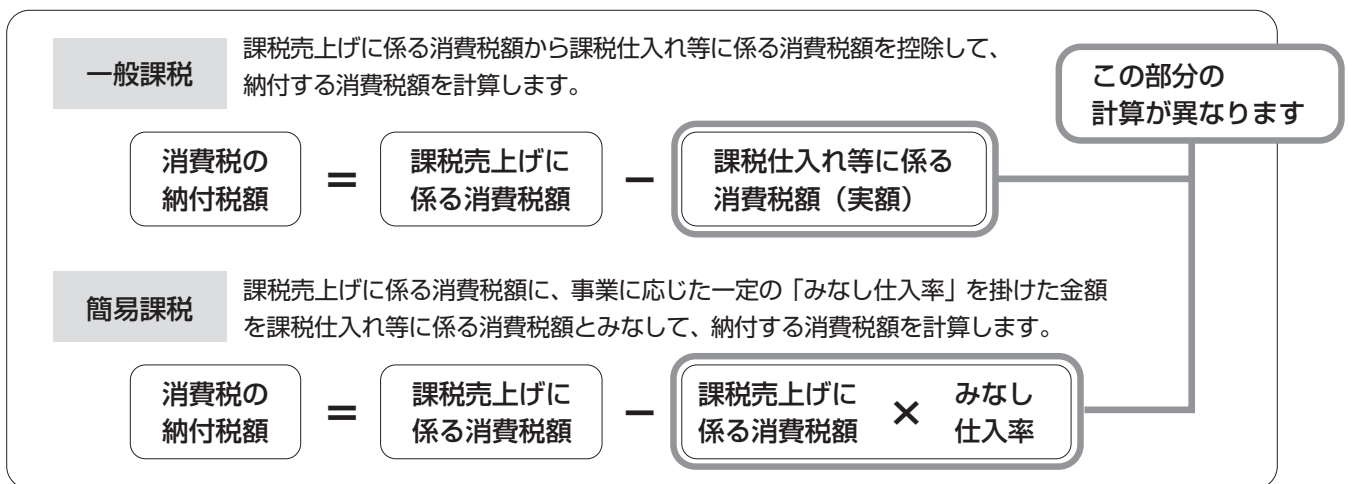 一般課税
課税売上げに係る消費税額から課税仕入れ等に係る消費税額を控除して、
納付する消費税額を計算します。
この部分の
計算が異なります
消費税の
納付税額
=
課税売上げに
係る消費税額
−
課税仕入れ等に係る
消費税額（実額）
簡易課税
課税売上げに係る消費税額に、事業に応じた一定の「みなし仕入率」を掛けた金額
を課税仕入れ等に係る消費税額とみなして、納付する消費税額を計算します。
消費税の
納付税額
=
課税売上げに
係る消費税額
−
課税売上げに
係る消費税額
×
みなし
仕入率